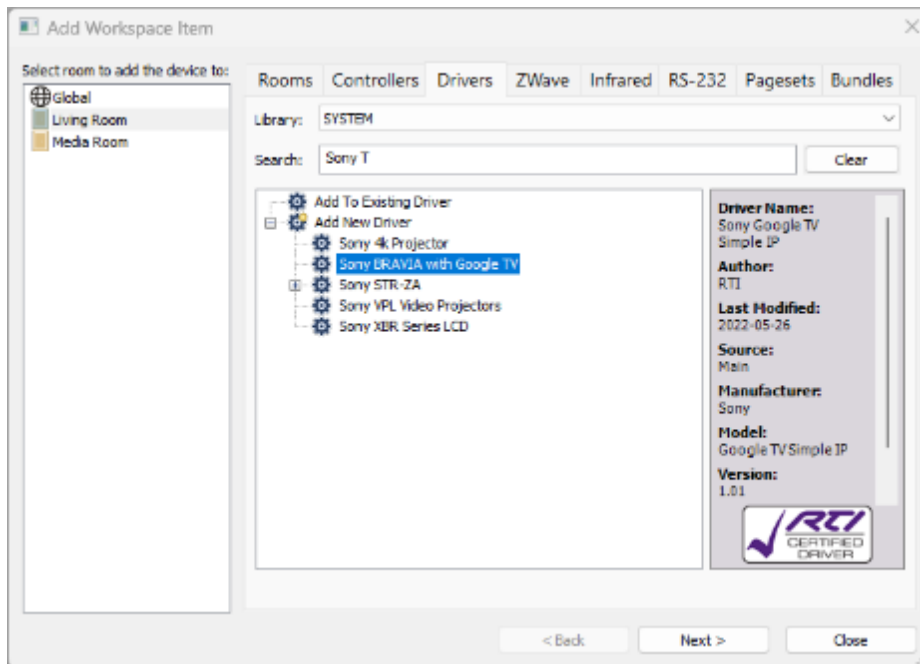 Add Workspace Item
Select room to add the device to:
Global
Living Room
Media Room
Rooms Controllers Drivers ZWave Infrared RS-232 Pagesets Bundles
Library: SYSTEM
Search: Sony T Clear
Add To Existing Driver
Add New Driver
Sony 4k Projector
Sony BRAVIA with Google TV
Sony STR-ZA
Sony VPL Video Projectors
Sony XBR Series LCD
Driver Name:
Sony Google TV
Simple IP
Author:
RTI
Last Modified:
2022-05-26
Source:
Main
Manufacturer:
Sony
Model:
Google TV Simple IP
Version:
1.01
RTI
CERTIFIED
DRIVER
< Back Next > Close